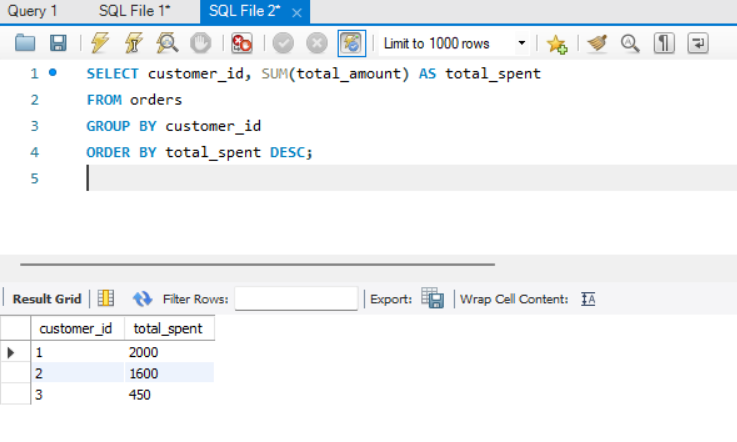 Query 1 SQL File 1* SQL File 2*
Limit to 1000 rows
1 SELECT customer_id, SUM(total_amount) AS total_spent
2 FROM orders
3 GROUP BY customer_id
4 ORDER BY total_spent DESC;
5
Result Grid Filter Rows: Export: Wrap Cell Content: IA
customer_id total_spent
1 2000
2 1600
3 450